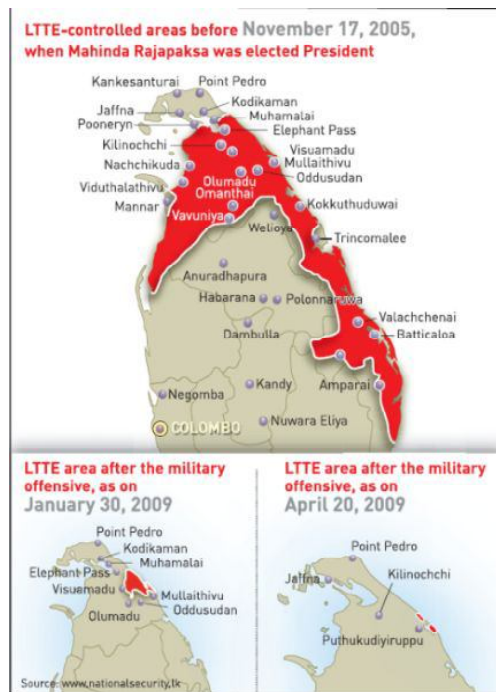 LTTE-controlled areas before November 17, 2005,
when Mahinda Rajapaksa was elected President
Kankesanturai
Point Pedro
Jaffna
Kodikaman
Pooneryn
Muhamalai
Elephant Pass
Kilinochchi
Visuamadu
Nachchikuda
Mullaithivu
Olumadu
Oddusudan
Viduthalathivu
Omanthai
Mannar
Kokkuthuduwai
Vavuniya
Welioya
Trincomalee
Anuradhapura
Habarana
Polonnaruwa
Valachchenai
Dambulla
Batticaloa
Negomba
Kandy
Amparai
Nuwara Eliya
COLOMBO
LTTE area after the military
offensive, as on
January 30, 2009
Point Pedro
Kodikaman
Muhamalai
Elephant Pass
Visuamadu
Mullaithivu
Oddusudan
Olumadu
Source: www.nationalsecurity.lk
LTTE area after the military
offensive, as on
April 20, 2009
Point Pedro
Jaffna
Kilinochchi
Puthukudiyiruppu